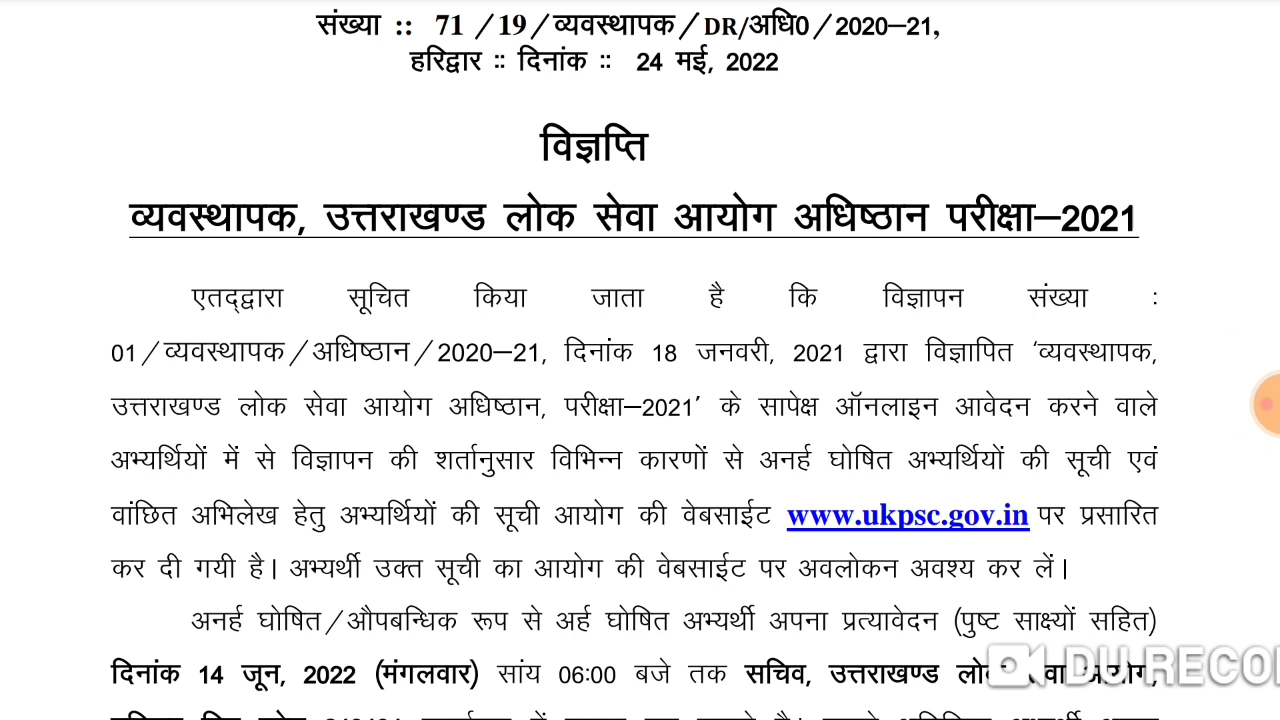 संख्या :: 71 /19/व्यवस्थापक/DR/अधि0/2020–21,
हरिद्वार :: दिनांक :: 24 मई, 2022
विज्ञप्ति
व्यवस्थापक, उत्तराखण्ड लोक सेवा आयोग अधिष्ठान परीक्षा–2021
एतद्द्वारा सूचित किया जाता है कि विज्ञापन संख्या :
01/व्यवस्थापक/अधिष्ठान/2020–21, दिनांक 18 जनवरी, 2021 द्वारा विज्ञापित ‘व्यवस्थापक,
उत्तराखण्ड लोक सेवा आयोग अधिष्ठान, परीक्षा–2021’ के सापेक्ष ऑनलाइन आवेदन करने वाले
अभ्यर्थियों में से विज्ञापन की शर्तानुसार विभिन्न कारणों से अनर्ह घोषित अभ्यर्थियों की सूची एवं
वांछित अभिलेख हेतु अभ्यर्थियों की सूची आयोग की वेबसाईट www.ukpsc.gov.in पर प्रसारित
कर दी गयी है। अभ्यर्थी उक्त सूची का आयोग की वेबसाईट पर अवलोकन अवश्य कर लें।
अनर्ह घोषित/औपबन्धिक रूप से अर्ह घोषित अभ्यर्थी अपना प्रत्यावेदन (पुष्ट साक्ष्यों सहित)
दिनांक 14 जून, 2022 (मंगलवार) सांय 06:00 बजे तक सचिव, उत्तराखण्ड लोक सेवा आयोग,
DU RECO